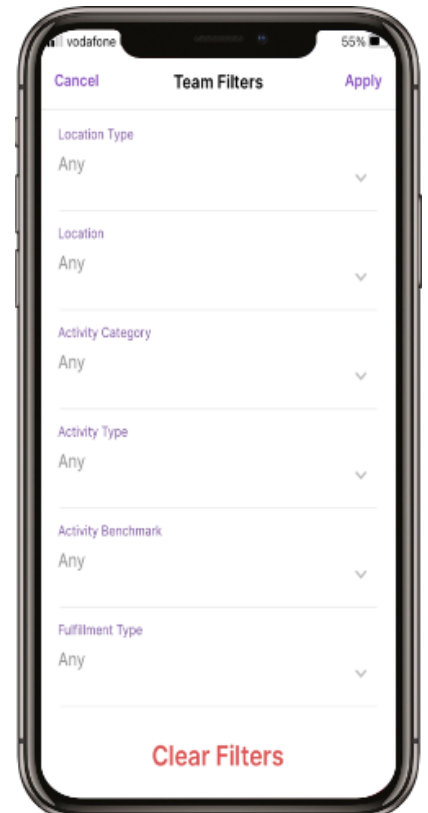 vodafone 55%
Cancel Team Filters Apply
Location Type
Any
Location
Any
Activity Category
Any
Activity Type
Any
Activity Benchmark
Any
Fulfillment Type
Any
Clear Filters